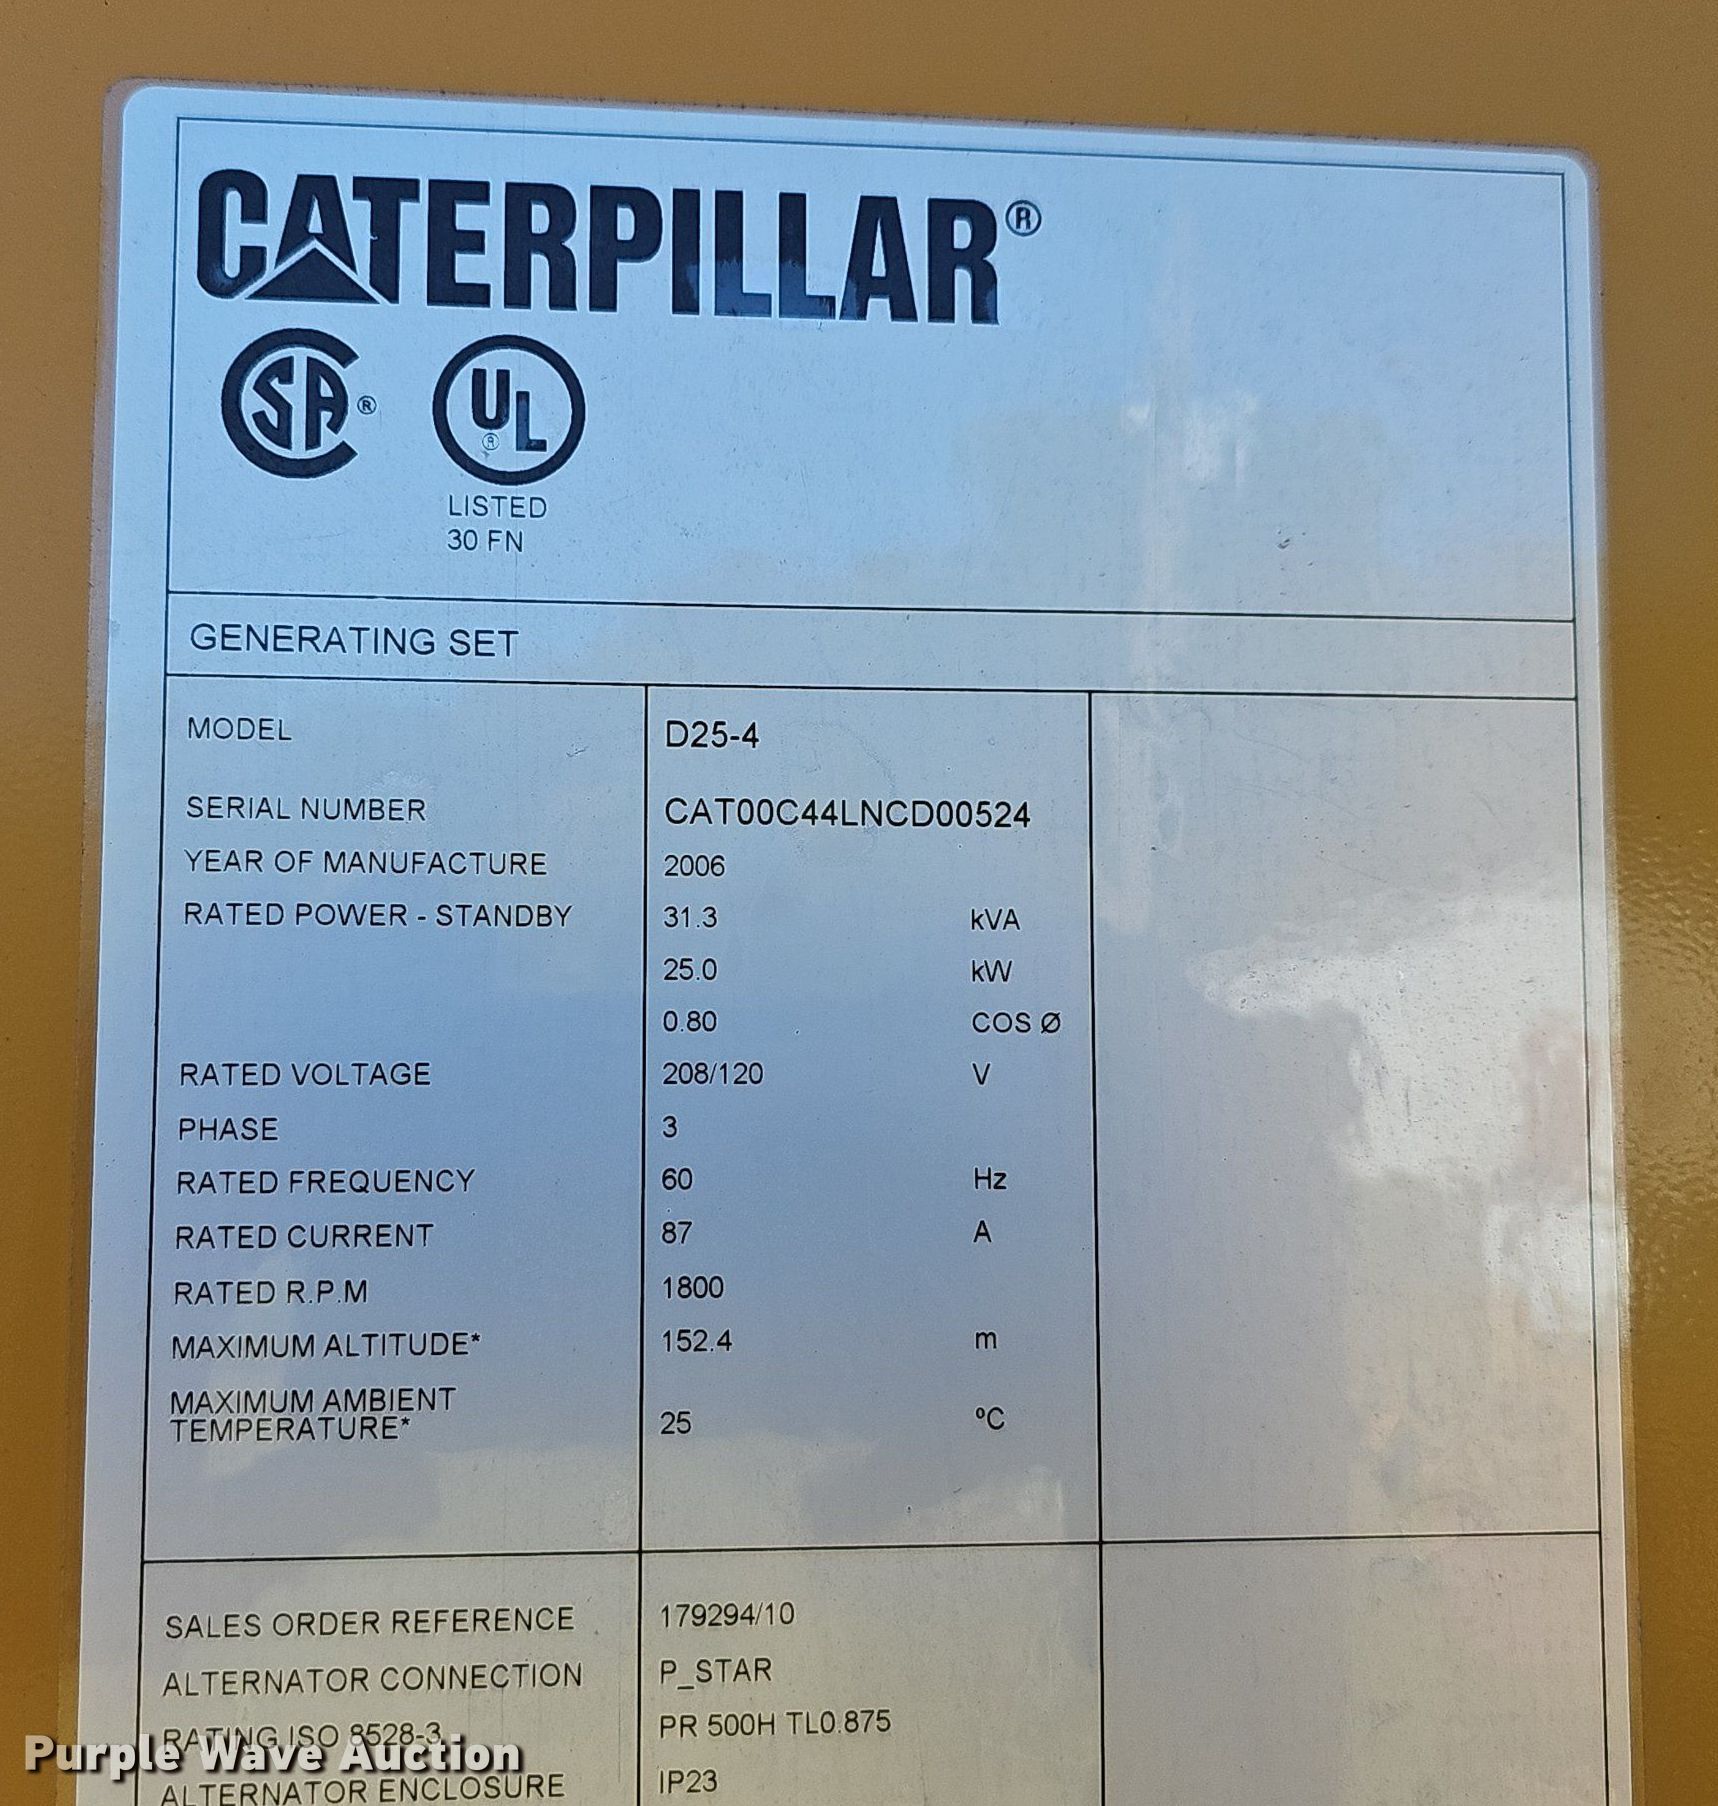 CATERPILLAR®
SA ® UL ®
LISTED
30 FN
GENERATING SET
MODEL D25-4
SERIAL NUMBER CAT00C44LNCD00524
YEAR OF MANUFACTURE 2006
RATED POWER - STANDBY 31.3 kVA
25.0 kW
0.80 COS Ø
RATED VOLTAGE 208/120 V
PHASE 3
RATED FREQUENCY 60 Hz
RATED CURRENT 87 A
RATED R.P.M 1800
MAXIMUM ALTITUDE* 152.4 m
MAXIMUM AMBIENT
TEMPERATURE* 25 ºC
SALES ORDER REFERENCE 179294/10
ALTERNATOR CONNECTION P_STAR
RATING ISO 8528-3 PR 500H TL0.875
Purple Wave Auction
ALTERNATOR ENCLOSURE IP23